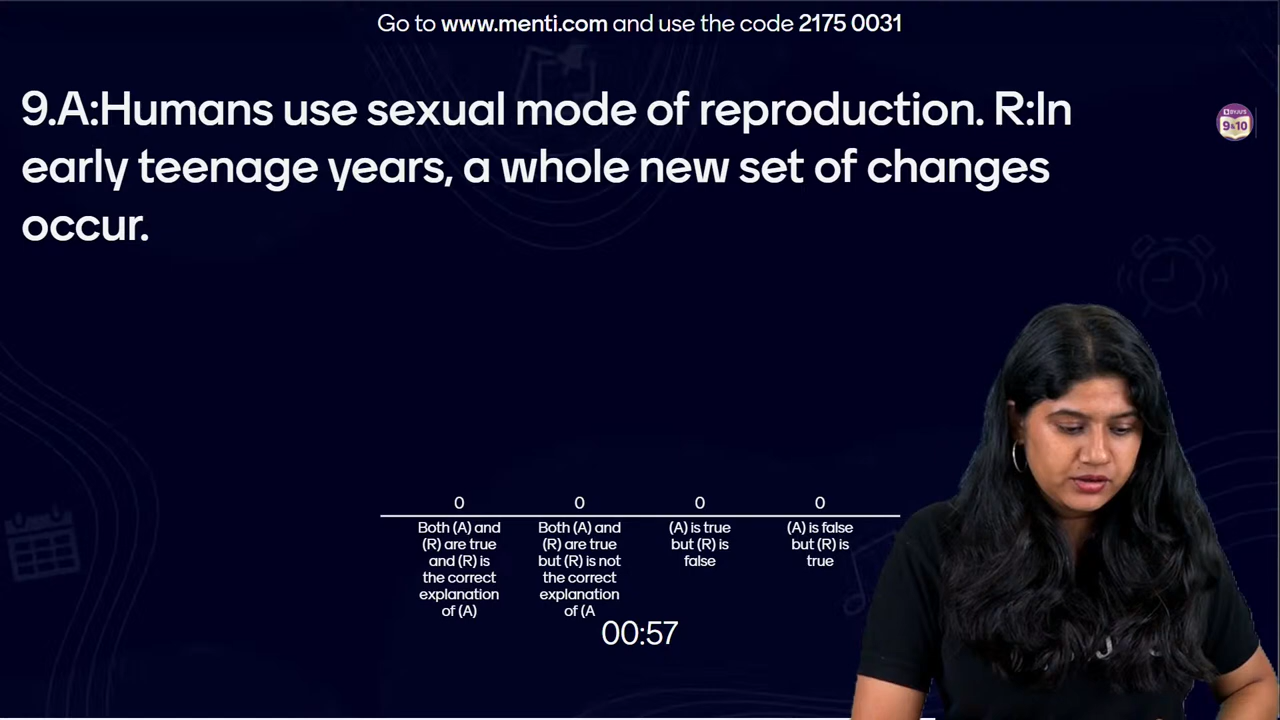 Go to www.menti.com and use the code 2175 0031
9.A:Humans use sexual mode of reproduction. R:In
early teenage years, a whole new set of changes
occur.
BYJU'S
9&10
0
0
0
0
Both (A) and
(R) are true
and (R) is
the correct
explanation
of (A)
Both (A) and
(R) are true
but (R) is not
the correct
explanation
of (A
(A) is true
but (R) is
false
(A) is false
but (R) is
true
00:57